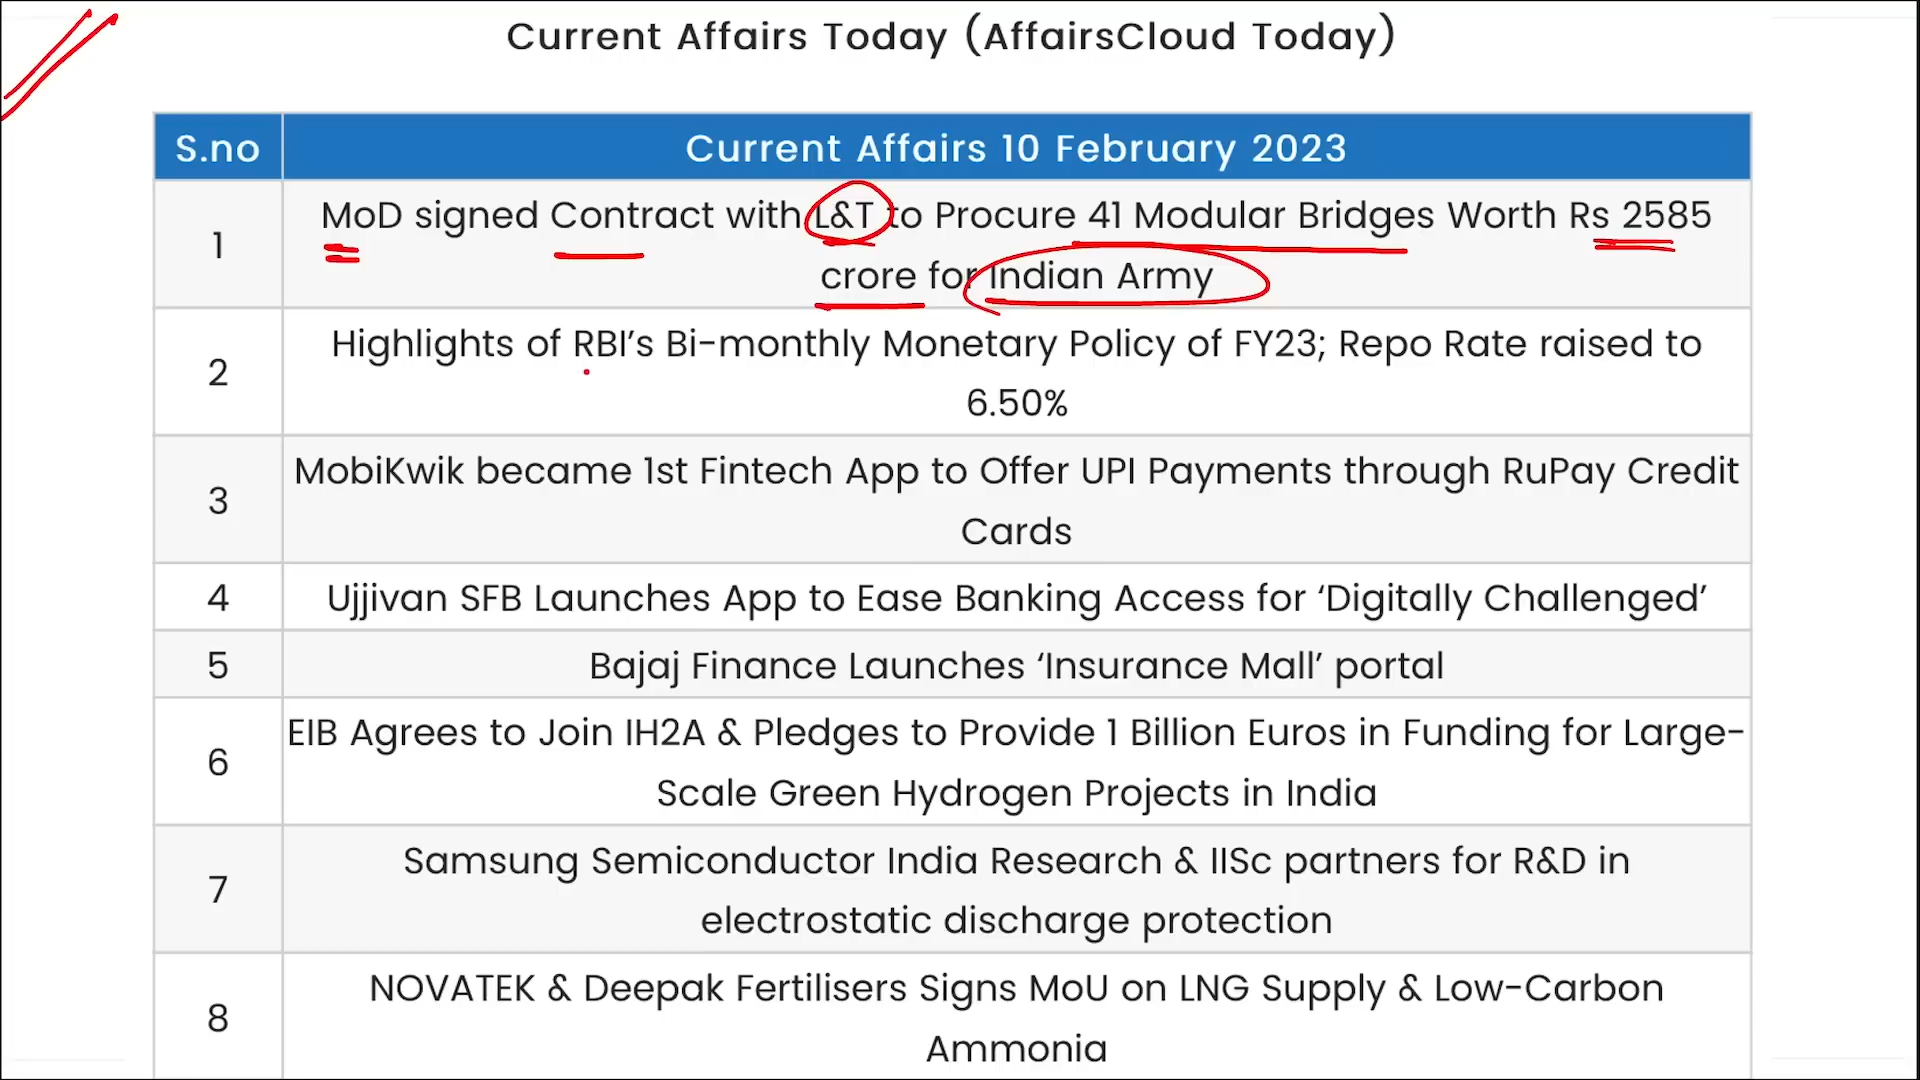 Current Affairs Today (AffairsCloud Today)
S.no
Current Affairs 10 February 2023
1
MoD signed Contract with L&T to Procure 41 Modular Bridges Worth Rs 2585
crore for Indian Army
2
Highlights of RBI’s Bi-monthly Monetary Policy of FY23; Repo Rate raised to
6.50%
3
MobiKwik became 1st Fintech App to Offer UPI Payments through RuPay Credit
Cards
4
Ujjivan SFB Launches App to Ease Banking Access for ‘Digitally Challenged’
5
Bajaj Finance Launches ‘Insurance Mall’ portal
6
EIB Agrees to Join IH2A & Pledges to Provide 1 Billion Euros in Funding for Large-
Scale Green Hydrogen Projects in India
7
Samsung Semiconductor India Research & IISc partners for R&D in
electrostatic discharge protection
8
NOVATEK & Deepak Fertilisers Signs MoU on LNG Supply & Low-Carbon
Ammonia